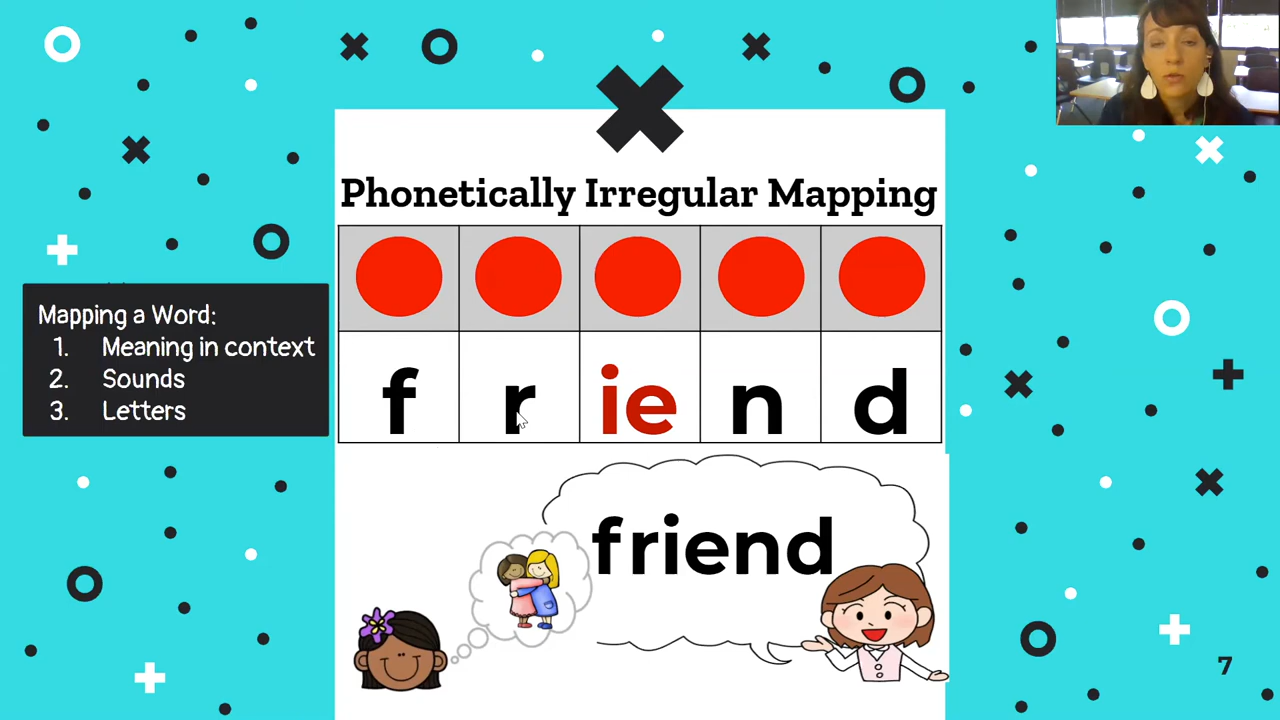 Phonetically Irregular Mapping
Mapping a Word:
1. Meaning in context
2. Sounds
3. Letters
f r ie n d
friend
7